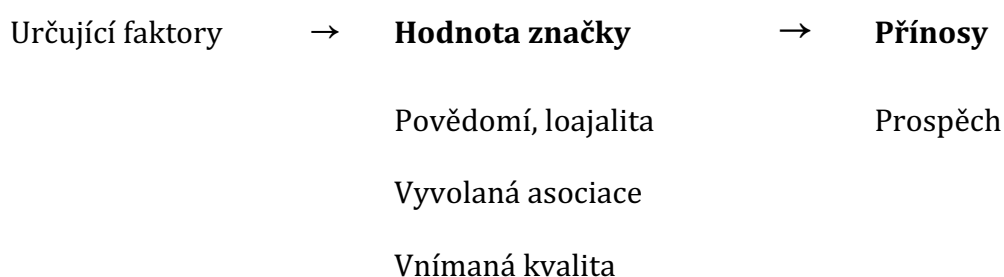 Určující faktory → Hodnota značky → Přínosy
Povědomí, loajalita Prospěch
Vyvolaná asociace
Vnímaná kvalita